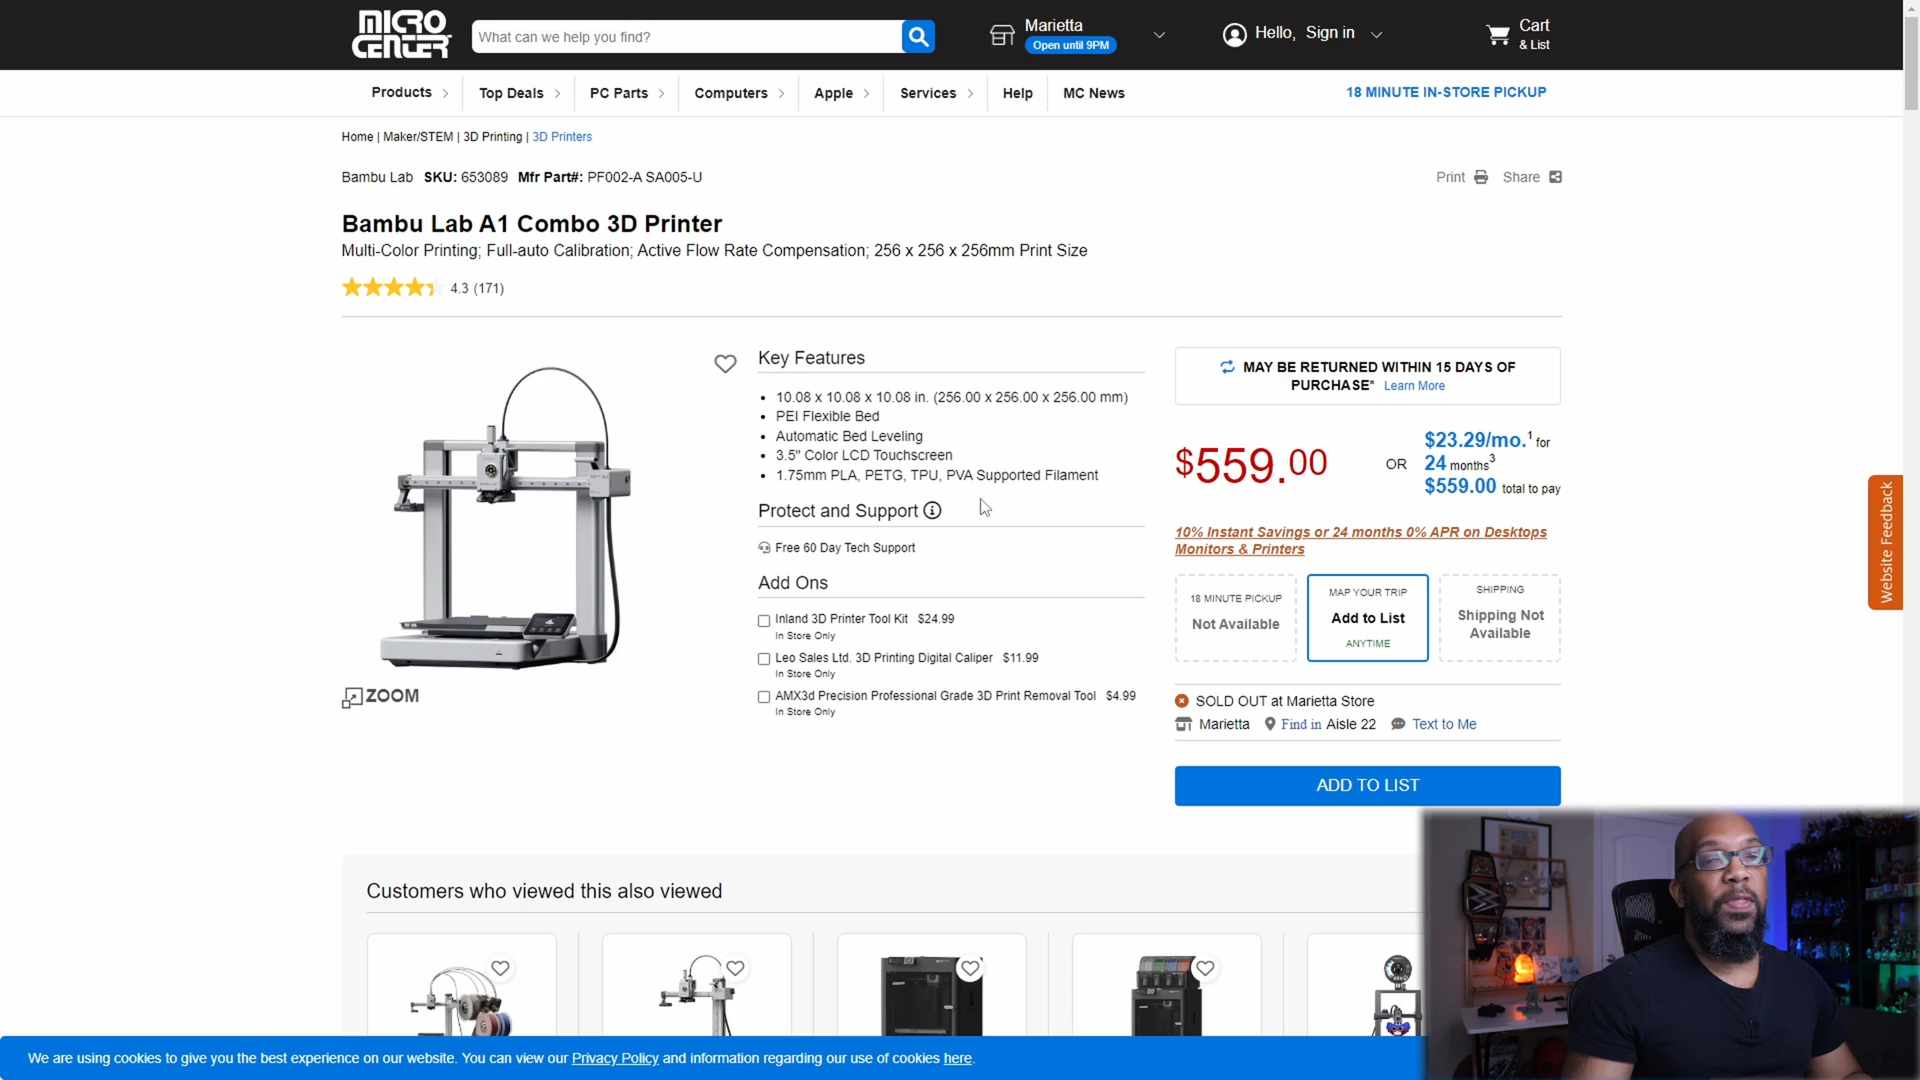 MICRO CENTER
What can we help you find?
Marietta
Open until 9PM
Hello, Sign in
Cart
& List
Products
Top Deals
PC Parts
Computers
Apple
Services
Help
MC News
18 MINUTE IN-STORE PICKUP
Home | Maker/STEM | 3D Printing | 3D Printers
Bambu Lab SKU: 653089 Mfr Part#: PF002-A SA005-U
Print
Share
Bambu Lab A1 Combo 3D Printer
Multi-Color Printing; Full-auto Calibration; Active Flow Rate Compensation; 256 x 256 x 256mm Print Size
4.3 (171)
ZOOM
Key Features
• 10.08 x 10.08 x 10.08 in. (256.00 x 256.00 x 256.00 mm)
• PEI Flexible Bed
• Automatic Bed Leveling
• 3.5" Color LCD Touchscreen
• 1.75mm PLA, PETG, TPU, PVA Supported Filament
Protect and Support
Free 60 Day Tech Support
Add Ons
Inland 3D Printer Tool Kit $24.99
In Store Only
Leo Sales Ltd. 3D Printing Digital Caliper $11.99
In Store Only
AMX3d Precision Professional Grade 3D Print Removal Tool $4.99
In Store Only
MAY BE RETURNED WITHIN 15 DAYS OF
PURCHASE* Learn More
$559.00
OR
$23.29/mo.1 for
24 months3
$559.00 total to pay
10% Instant Savings or 24 months 0% APR on Desktops
Monitors & Printers
18 MINUTE PICKUP
Not Available
MAP YOUR TRIP
Add to List
ANYTIME
SHIPPING
Shipping Not
Available
SOLD OUT at Marietta Store
Marietta Find in Aisle 22 Text to Me
ADD TO LIST
Website Feedback
Customers who viewed this also viewed
We are using cookies to give you the best experience on our website. You can view our Privacy Policy and information regarding our use of cookies here.